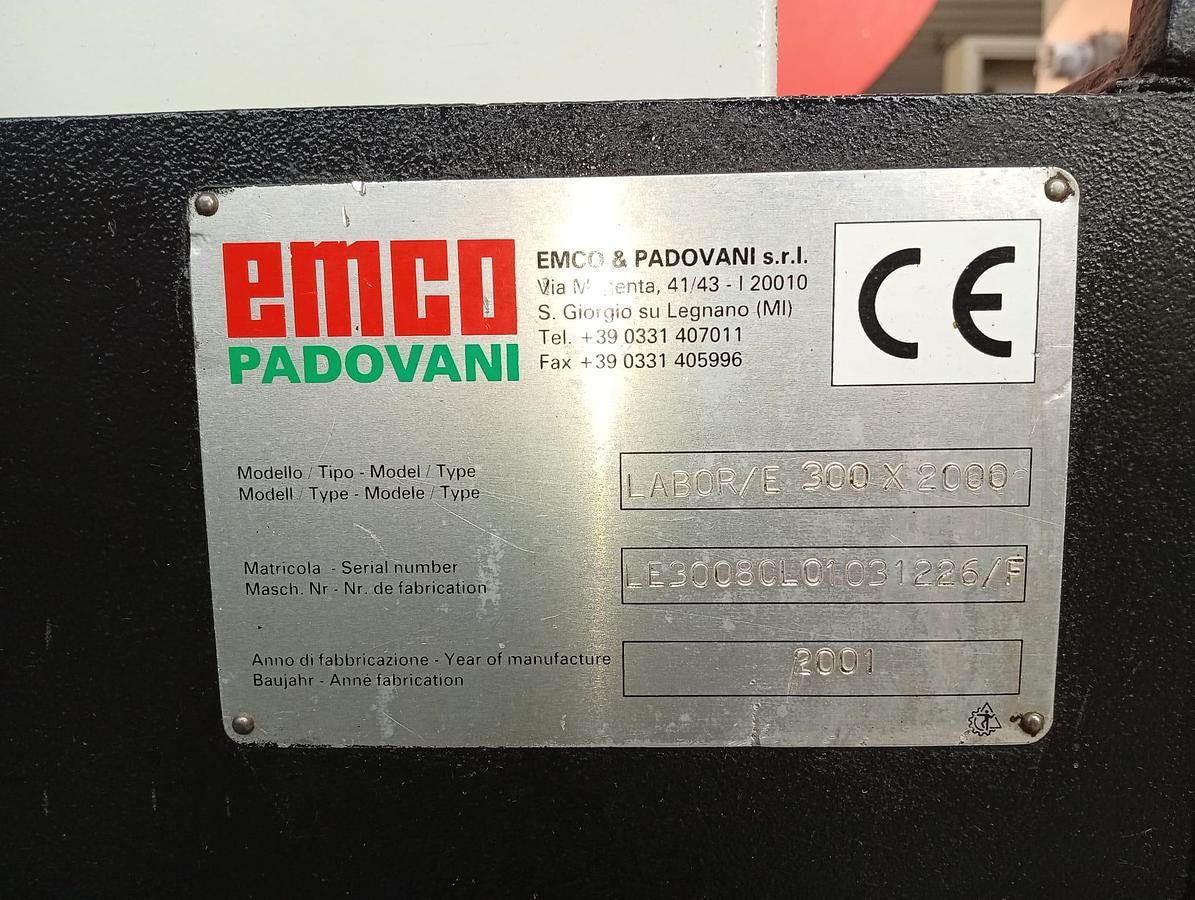 emco
PADOVANI
EMCO & PADOVANI s.r.l.
Via Magenta, 41/43 - I 20010
S. Giorgio su Legnano (MI)
Tel. +39 0331 407011
Fax +39 0331 405996
CE
Modello / Tipo - Model / Type
Modell / Type - Modele / Type
LABOR/E 300 X 2000
Matricola - Serial number
Masch. Nr - Nr. de fabrication
LE3008CL01031226/F
Anno di fabbricazione - Year of manufacture
Baujahr - Anné fabrication
2001